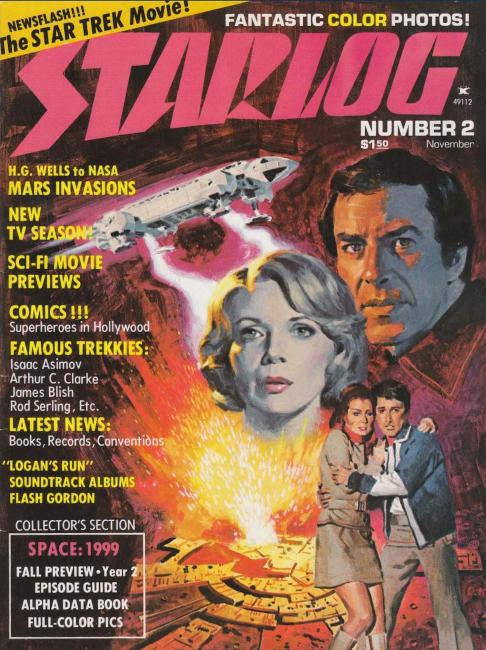 NEWSFLASH!!!
The STAR TREK Movie!
FANTASTIC COLOR PHOTOS!
STARLOG
49112
NUMBER 2
$1.50
November
H.G. WELLS to NASA
MARS INVASIONS
NEW
TV SEASON!
SCI-FI MOVIE
PREVIEWS
COMICS !!!
Superheroes in Hollywood
FAMOUS TREKKIES:
Isaac Asimov
Arthur C. Clarke
James Blish
Rod Serling, Etc.
LATEST NEWS:
Books, Records, Conventions
"LOGAN'S RUN"
SOUNDTRACK ALBUMS
FLASH GORDON
COLLECTOR'S SECTION
SPACE: 1999
FALL PREVIEW • Year 2
EPISODE GUIDE
ALPHA DATA BOOK
FULL-COLOR PICS